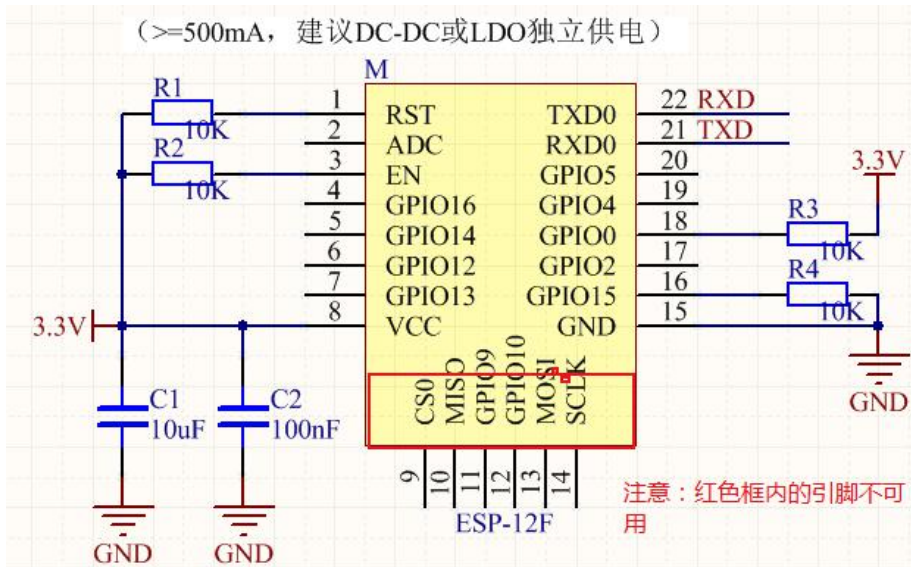 （>=500mA，建议DC-DC或LDO独立供电）
M
R1
10K
R2
10K
1 RST
2 ADC
3 EN
4 GPIO16
5 GPIO14
6 GPIO12
7 GPIO13
8 VCC
TXD0 22 RXD
RXD0 21 TXD
GPIO5 20
GPIO4 19
GPIO0 18
GPIO2 17
GPIO15 16
GND 15
3.3V
R3
10K
R4
10K
GND
3.3V
C1
10uF
C2
100nF
GND
GND
CS0
MISO
GPIO9
GPIO10
MOSI
SCLK
9
10
11
12
13
14
ESP-12F
注意：红色框内的引脚不可
用